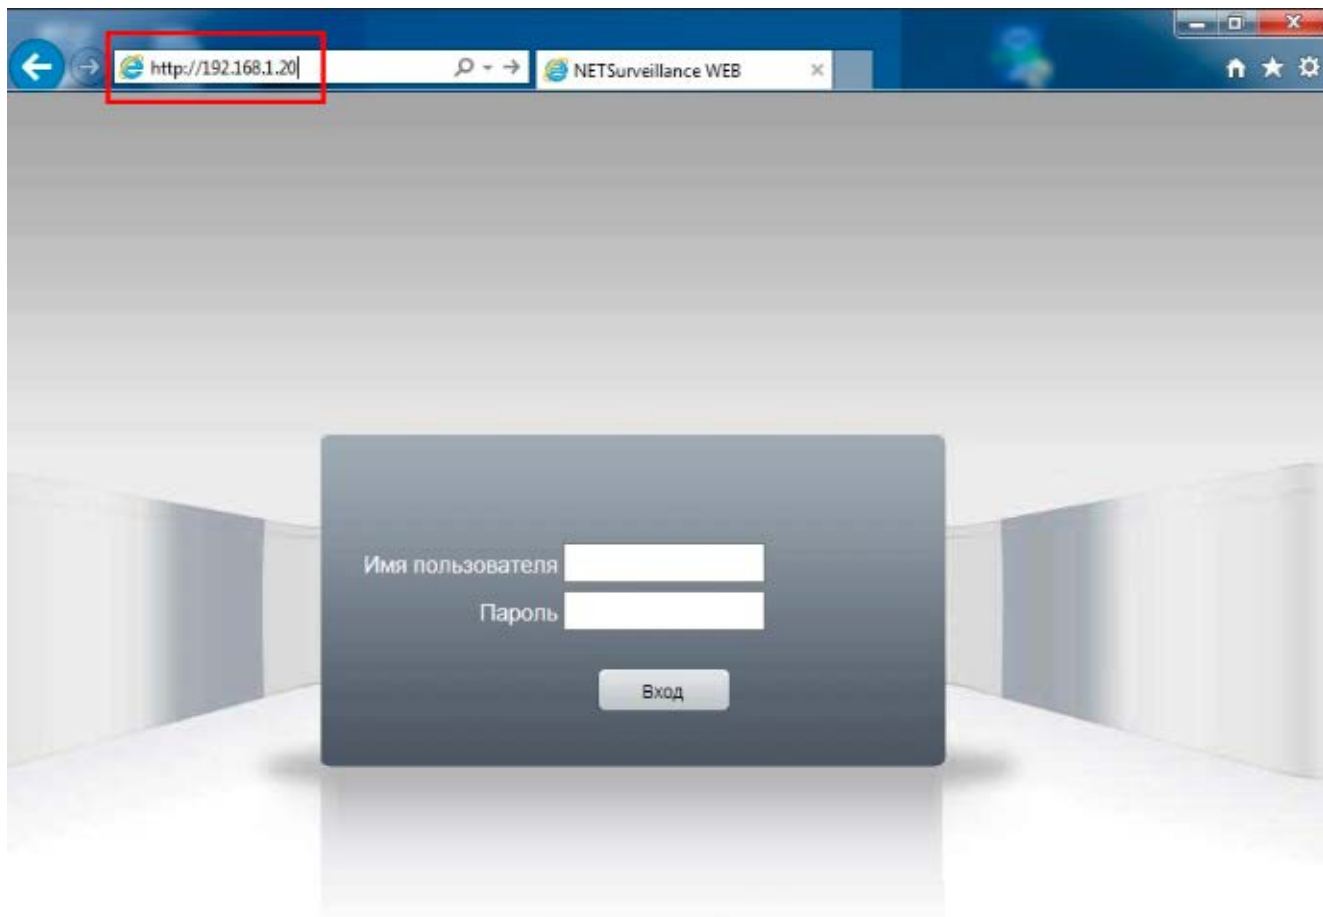 http://192.168.1.20
NETSurveillance WEB
Имя пользователя
Пароль
Вход